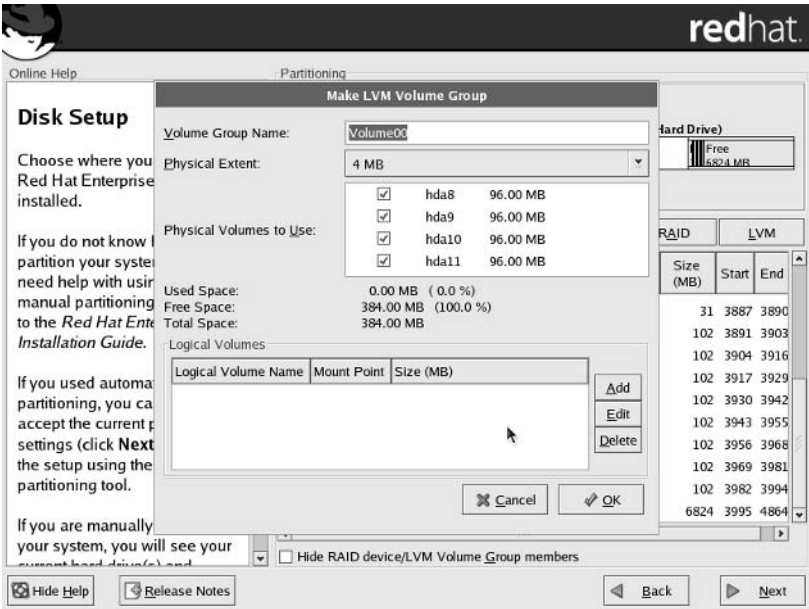 redhat.
Online Help
Partitioning
Disk Setup
Choose where you
Red Hat Enterprise
installed.
If you do not know
partition your
need help with
manual partitioning
to the Red Hat
Installation Guide.
If you used
partitioning, you
accept the current
settings (click Next
the setup using the
partitioning tool.
If you are manually
your system, you will see your
current hard drive(s) and
Make LVM Volume Group
Volume Group Name: Volume00
Physical Extent: 4 MB
Physical Volumes to Use:
hda8 96.00 MB
hda9 96.00 MB
hda10 96.00 MB
hda11 96.00 MB
Used Space: 0.00 MB ( 0.0 %)
Free Space: 384.00 MB (100.0 %)
Total Space: 384.00 MB
Logical Volumes
Logical Volume Name Mount Point Size (MB)
Add
Edit
Delete
Cancel OK
Hard Drive)
Free
6824 MB
RAID LVM
Size (MB) Start End
31 3887 3890
102 3891 3903
102 3904 3916
102 3917 3929
102 3930 3942
102 3943 3955
102 3956 3968
102 3969 3981
102 3982 3994
6824 3995 4864
Hide RAID device/LVM Volume Group members
Hide Help Release Notes Back Next